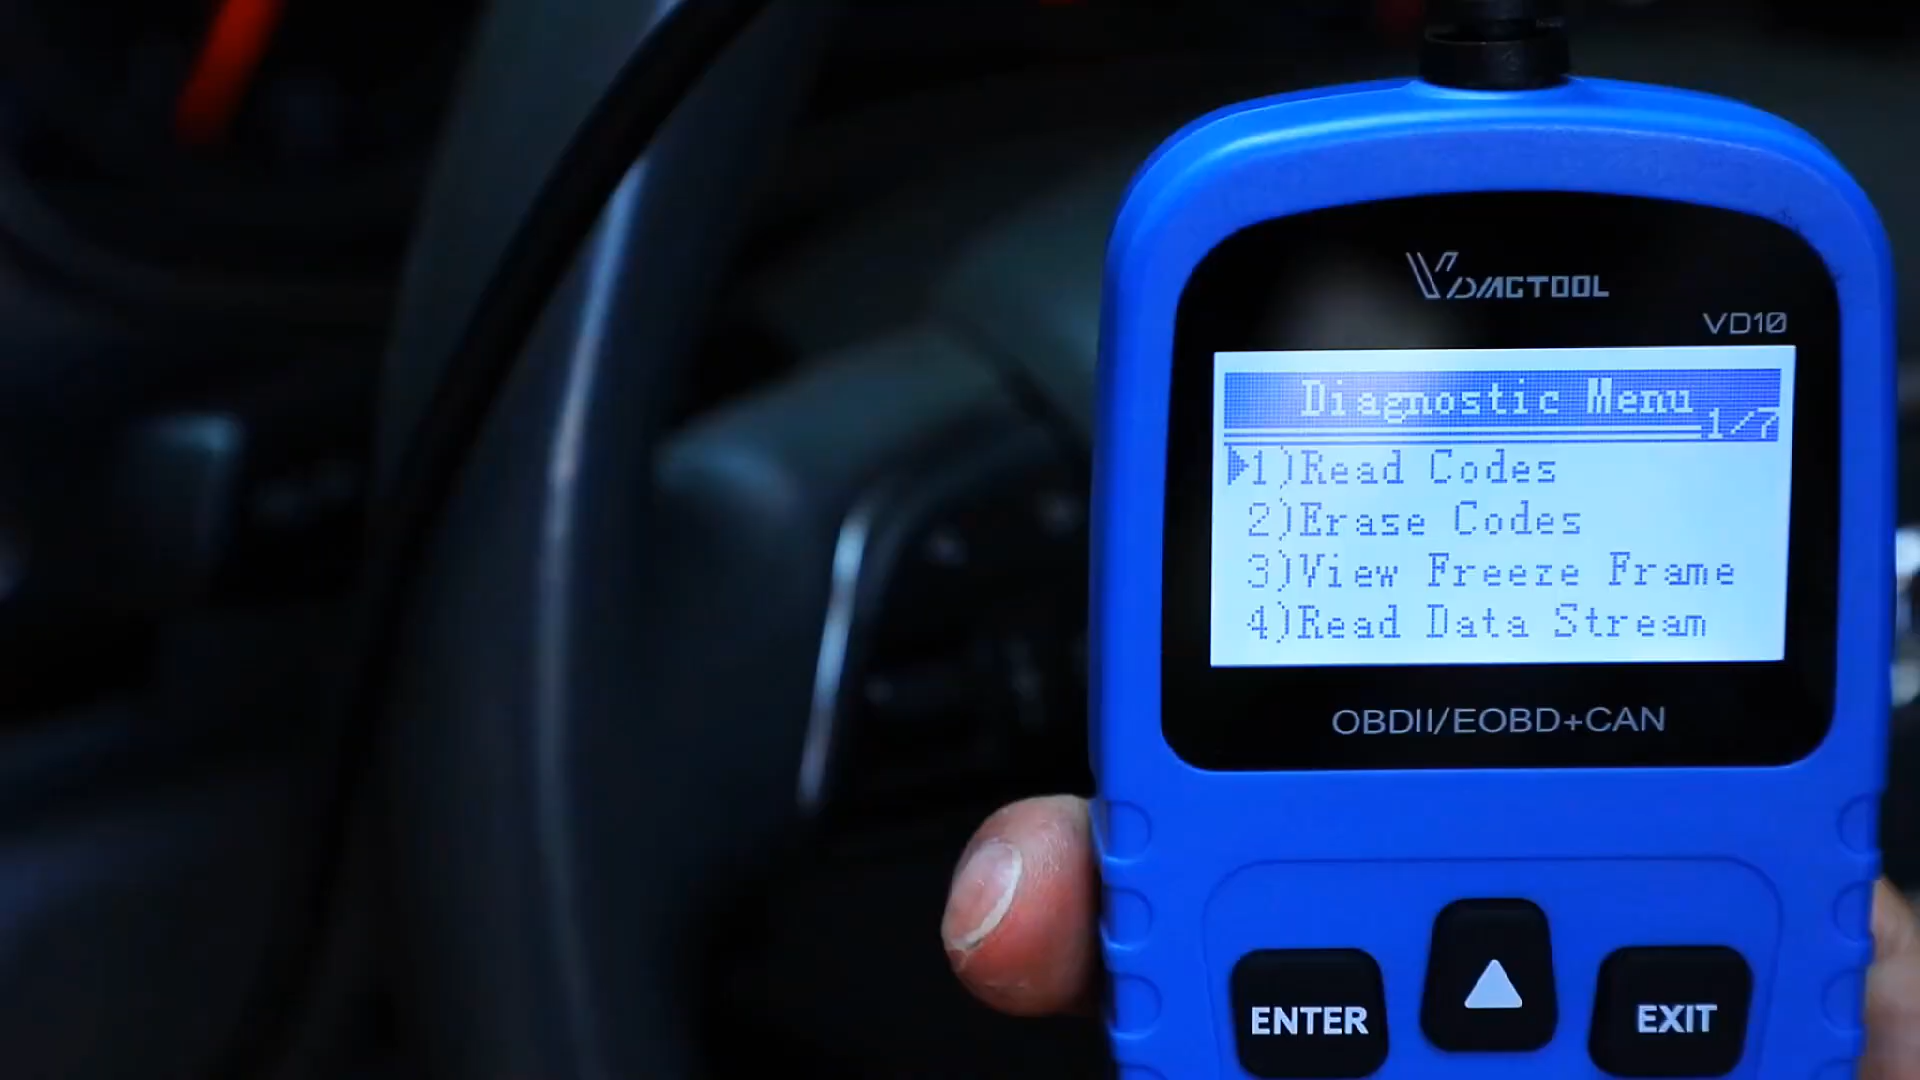 VDIAGTOOL
VD10
Diagnostic Menu
1/7
1)Read Codes
2)Erase Codes
3)View Freeze Frame
4)Read Data Stream
OBDII/EOBD+CAN
ENTER
EXIT